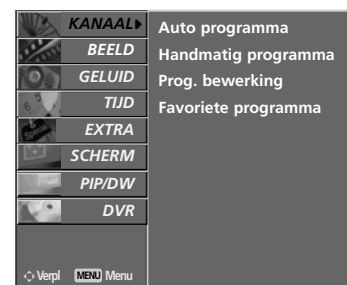 KANAAL
BEELD
GELUID
TIJD
EXTRA
SCHERM
PIP/DW
DVR
Verpl MENU Menu
Auto programma
Handmatig programma
Prog. bewerking
Favoriete programma